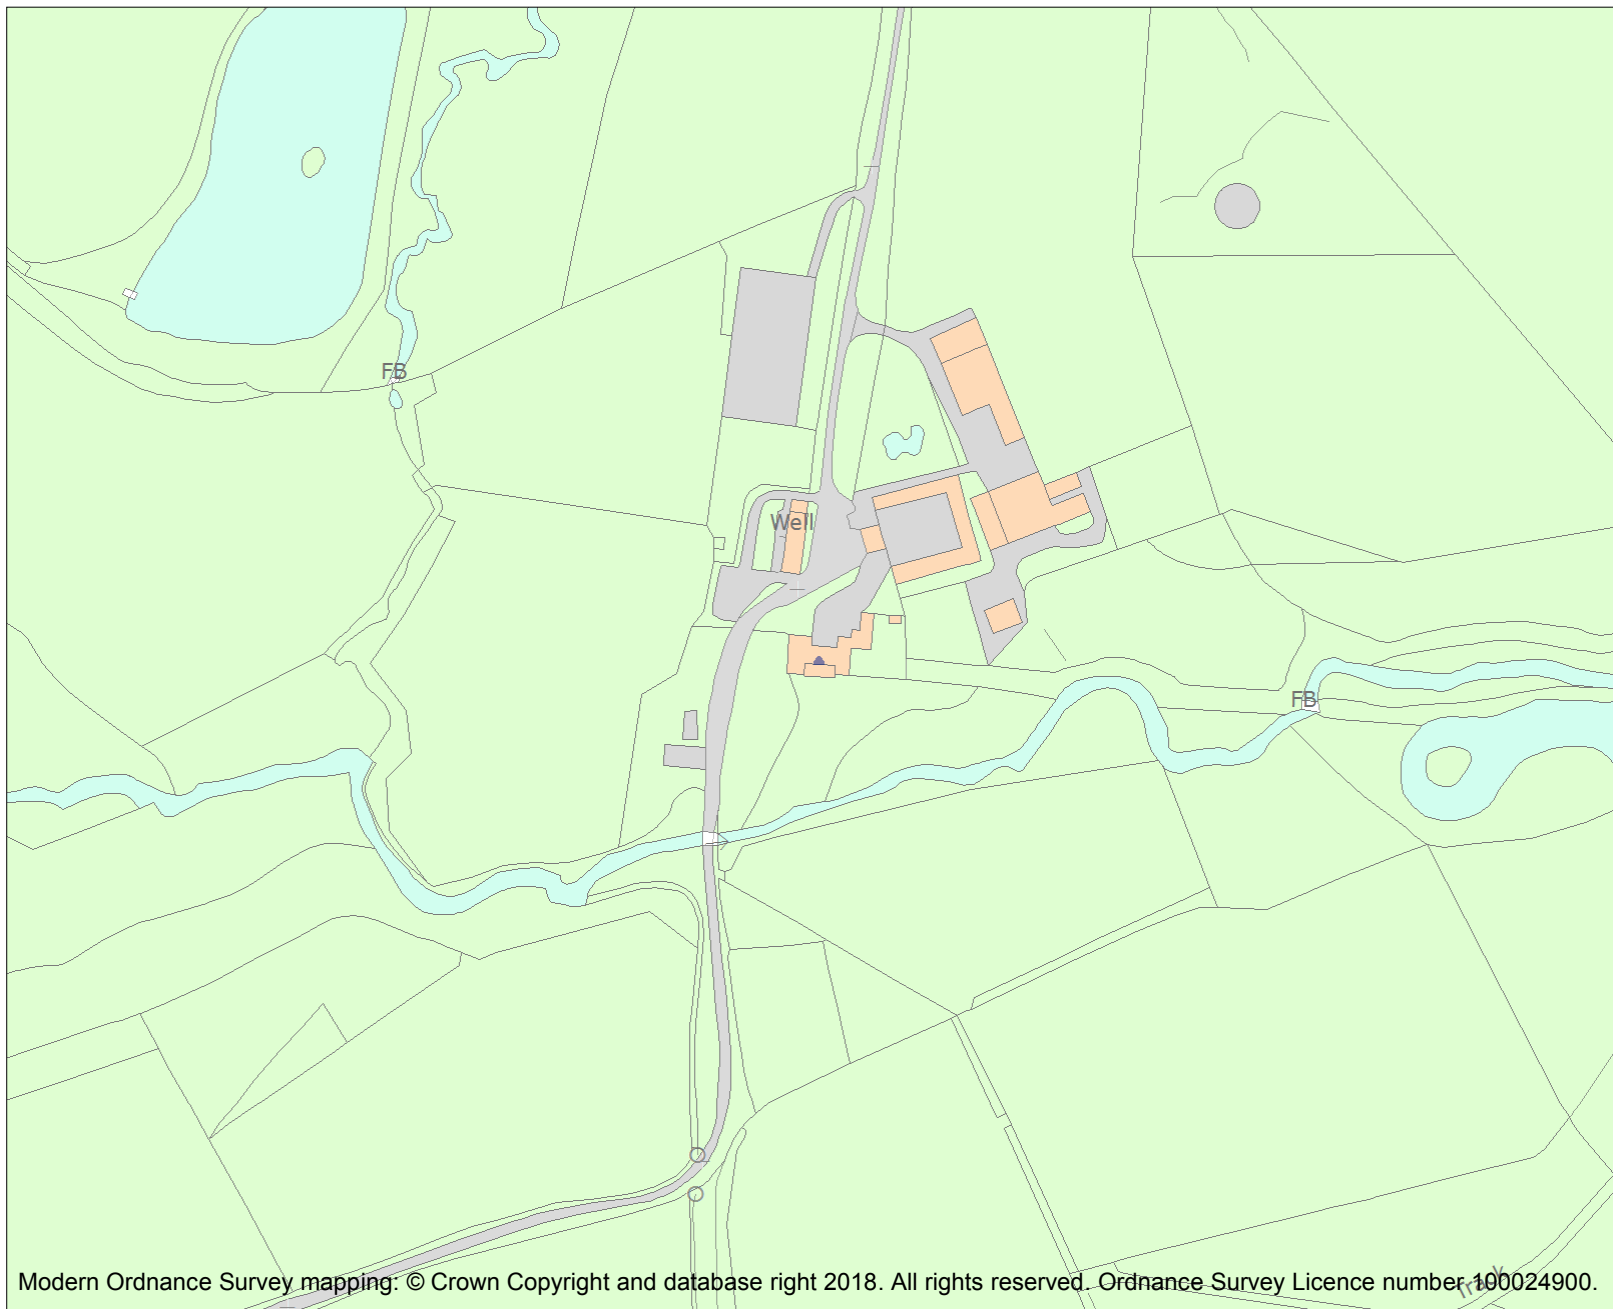 FB
Well
FB
Track
Modern Ordnance Survey mapping: © Crown Copyright and database right 2018. All rights reserved. Ordnance Survey Licence number 100024900.